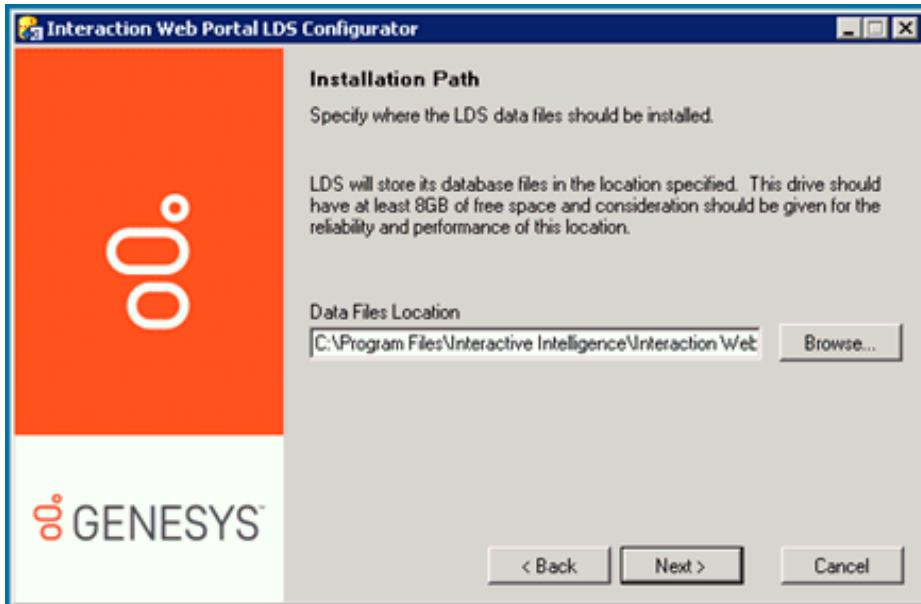 Interaction Web Portal LDS Configurator
Installation Path
Specify where the LDS data files should be installed.
LDS will store its database files in the location specified. This drive should
have at least 8GB of free space and consideration should be given for the
reliability and performance of this location.
Data Files Location
C:\Program Files\Interactive Intelligence\Interaction Web
Browse...
GENESYS™
< Back
Next >
Cancel